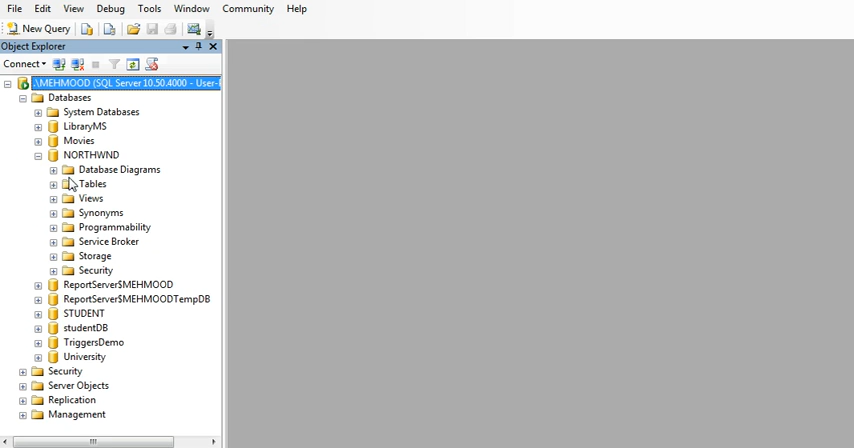 File Edit View Debug Tools Window Community Help
New Query
Object Explorer
Connect
.\MEHMOOD (SQL Server 10.50.4000 - User-
Databases
System Databases
LibraryMS
Movies
NORTHWND
Database Diagrams
Tables
Views
Synonyms
Programmability
Service Broker
Storage
Security
ReportServer$MEHMOOD
ReportServer$MEHMOODTempDB
STUDENT
studentDB
TriggersDemo
University
Security
Server Objects
Replication
Management